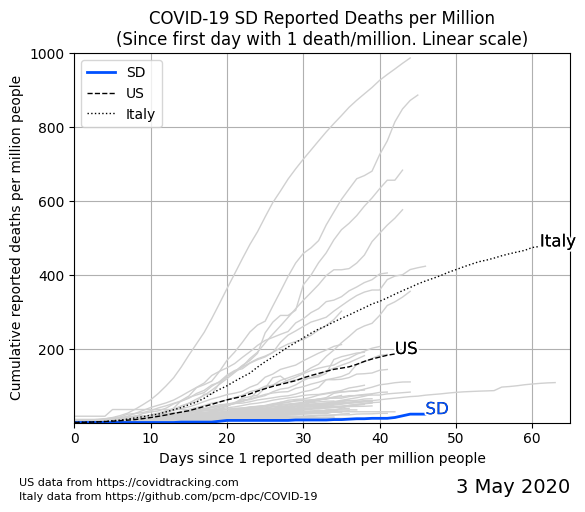 COVID-19 SD Reported Deaths per Million
(Since first day with 1 death/million. Linear scale)
Cumulative reported deaths per million people
1000
800
600
400
200
SD
US
Italy
Italy
US
SD
0
10
20
30
40
50
60
Days since 1 reported death per million people
US data from https://covidtracking.com
Italy data from https://github.com/pcm-dpc/COVID-19
3 May 2020